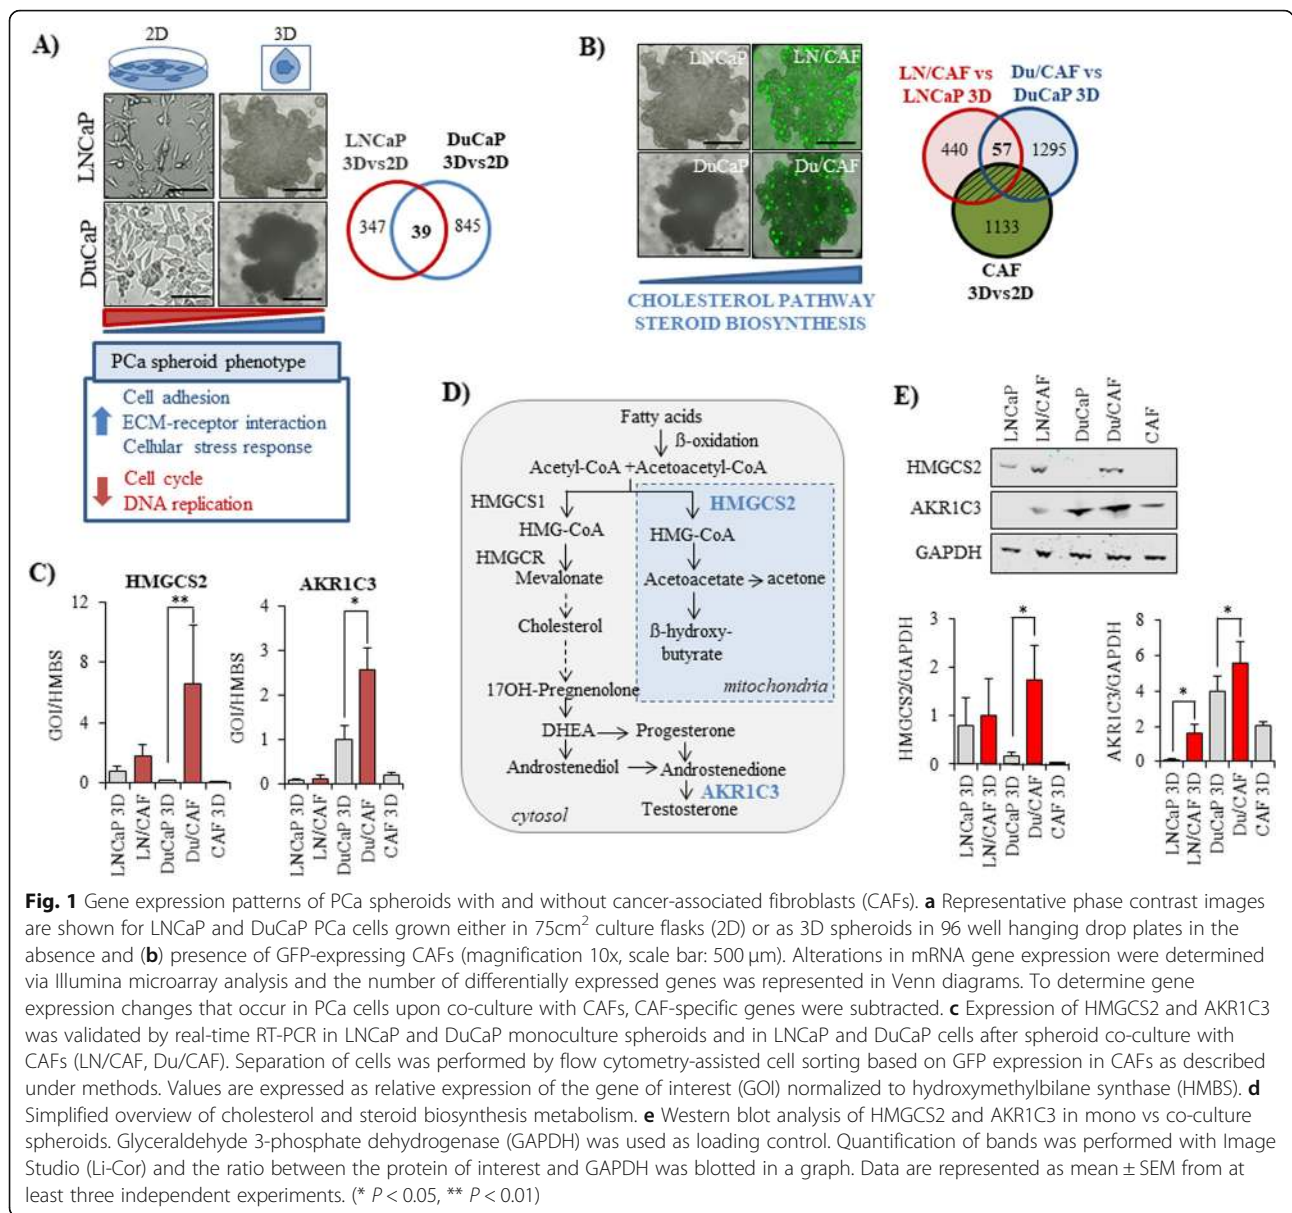 A)
2D
3D
LNCaP
DuCaP
LNCaP
3Dvs2D
DuCaP
3Dvs2D
347
39
845
PCa spheroid phenotype
Cell adhesion
ECM-receptor interaction
Cellular stress response
Cell cycle
DNA replication
B)
LNCaP
LN/CAF
DuCaP
Du/CAF
CHOLESTEROL PATHWAY
STEROID BIOSYNTHESIS
LN/CAF vs
LNCaP 3D
Du/CAF vs
DuCaP 3D
440
57
1295
1133
CAF
3Dvs2D
C)
HMGCS2
**
12
8
4
0
GOI/HMBS
LNCaP 3D
LN/CAF
DuCaP 3D
Du/CAF
CAF 3D
AKR1C3
*
4
3
2
1
0
GOI/HMBS
LNCaP 3D
LN/CAF
DuCaP 3D
Du/CAF
CAF 3D
D)
Fatty acids
ß-oxidation
Acetyl-CoA +Acetoacetyl-CoA
HMGCS1
HMGCS2
HMG-CoA
HMG-CoA
HMGCR
Mevalonate
Acetoacetate
acetone
Cholesterol
ß-hydroxy-
butyrate
17OH-Pregnenolone
mitochondria
DHEA
Progesterone
Androstenediol
Androstenedione
AKR1C3
Testosterone
cytosol
E)
LNCaP
LN/CAF
DuCaP
Du/CAF
CAF
HMGCS2
AKR1C3
GAPDH
HMGCS2/GAPDH
3
2
1
0
*
LNCaP 3D
LN/CAF 3D
DuCaP 3D
Du/CAF
CAF 3D
AKR1C3/GAPDH
8
6
4
2
0
*
*
LNCaP 3D
LN/CAF 3D
DuCaP 3D
Du/CAF
CAF 3D
Fig. 1 Gene expression patterns of PCa spheroids with and without cancer-associated fibroblasts (CAFs). a Representative phase contrast images
are shown for LNCaP and DuCaP PCa cells grown either in 75cm² culture flasks (2D) or as 3D spheroids in 96 well hanging drop plates in the
absence and (b) presence of GFP-expressing CAFs (magnification 10x, scale bar: 500 μm). Alterations in mRNA gene expression were determined
via Illumina microarray analysis and the number of differentially expressed genes was represented in Venn diagrams. To determine gene
expression changes that occur in PCa cells upon co-culture with CAFs, CAF-specific genes were subtracted. c Expression of HMGCS2 and AKR1C3
was validated by real-time RT-PCR in LNCaP and DuCaP monoculture spheroids and in LNCaP and DuCaP cells after spheroid co-culture with
CAFs (LN/CAF, Du/CAF). Separation of cells was performed by flow cytometry-assisted cell sorting based on GFP expression in CAFs as described
under methods. Values are expressed as relative expression of the gene of interest (GOI) normalized to hydroxymethylbilane synthase (HMBS). d
Simplified overview of cholesterol and steroid biosynthesis metabolism. e Western blot analysis of HMGCS2 and AKR1C3 in mono vs co-culture
spheroids. Glyceraldehyde 3-phosphate dehydrogenase (GAPDH) was used as loading control. Quantification of bands was performed with Image
Studio (Li-Cor) and the ratio between the protein of interest and GAPDH was blotted in a graph. Data are represented as mean ± SEM from at
least three independent experiments. (* P < 0.05, ** P < 0.01)